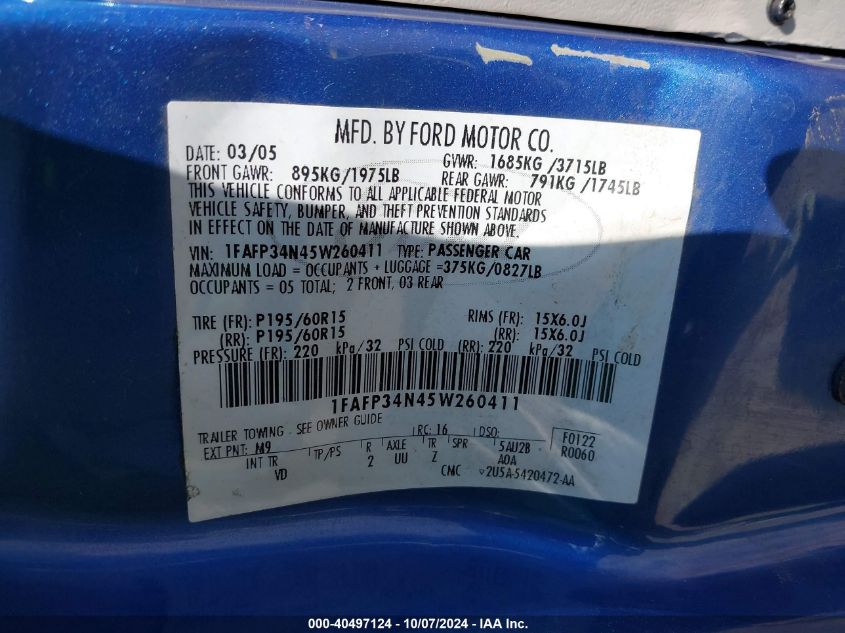 MFD. BY FORD MOTOR CO.
DATE: 03/05 GVWR: 1685KG /3715LB
FRONT GAWR: 895KG/1975LB REAR GAWR: 791KG /1745LB
THIS VEHICLE CONFORMS TO ALL APPLICABLE FEDERAL MOTOR
VEHICLE SAFETY, BUMPER, AND THEFT PREVENTION STANDARDS
IN EFFECT ON THE DATE OF MANUFACTURE SHOWN ABOVE.
VIN: 1FAFP34N45W260411 TYPE: PASSENGER CAR
MAXIMUM LOAD = OCCUPANTS + LUGGAGE =375KG/0827LB
OCCUPANTS = 05 TOTAL; 2 FRONT, 03 REAR
TIRE (FR): P195/60R15 RIMS (FR): 15X6.0J
(RR): P195/60R15 (RR): 15X6.0J
PRESSURE (FR): 220 kPa/32 PSI COLD (RR): 220 kPa/32 PSI COLD
1FAFP34N45W260411
TRAILER TOWING - SEE OWNER GUIDE
EXT PNT: M9 RC: 16 DSO: F0122
INT TR TP/PS R AXLE TR SPR 5AU2B R0060
VD 2 UU Z A0A
CMC 2U5A-5420472-AA
000-40497124 - 10/07/2024 - IAA Inc.